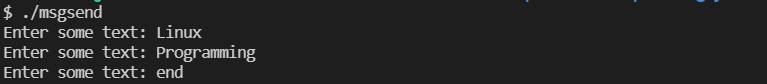 $ ./msgsend
Enter some text: Linux
Enter some text: Programming
Enter some text: end